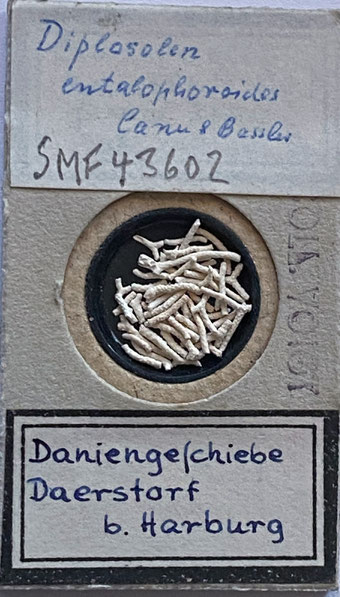 Diplosolen
entalophoroides
Canu & Bassler
SMF 43602
Daniengeſchiebe
Daerstorf
b. Harburg